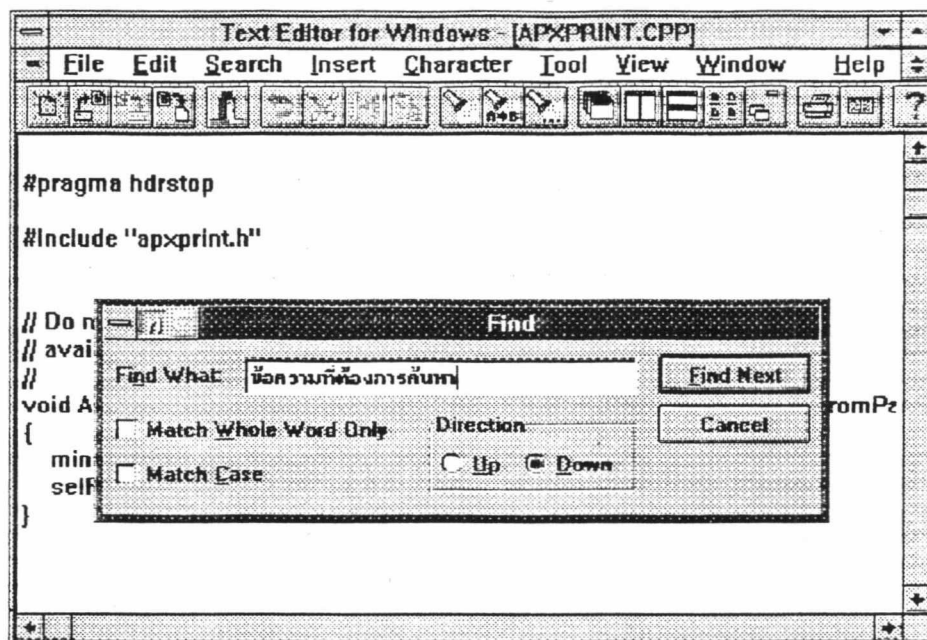 Text Editor for Windows - [APXPRINT.CPP]
File Edit Search Insert Character Tool View Window Help
A→B
?
#pragma hdrstop
#include "apxprint.h"
// Do n
// avai
//
void A
romPa
{
min
self
}
Find
Find What: ข้อความที่ต้องการค้นหา
Find Next
Match Whole Word Only
Direction
Cancel
Match Case
Up Down